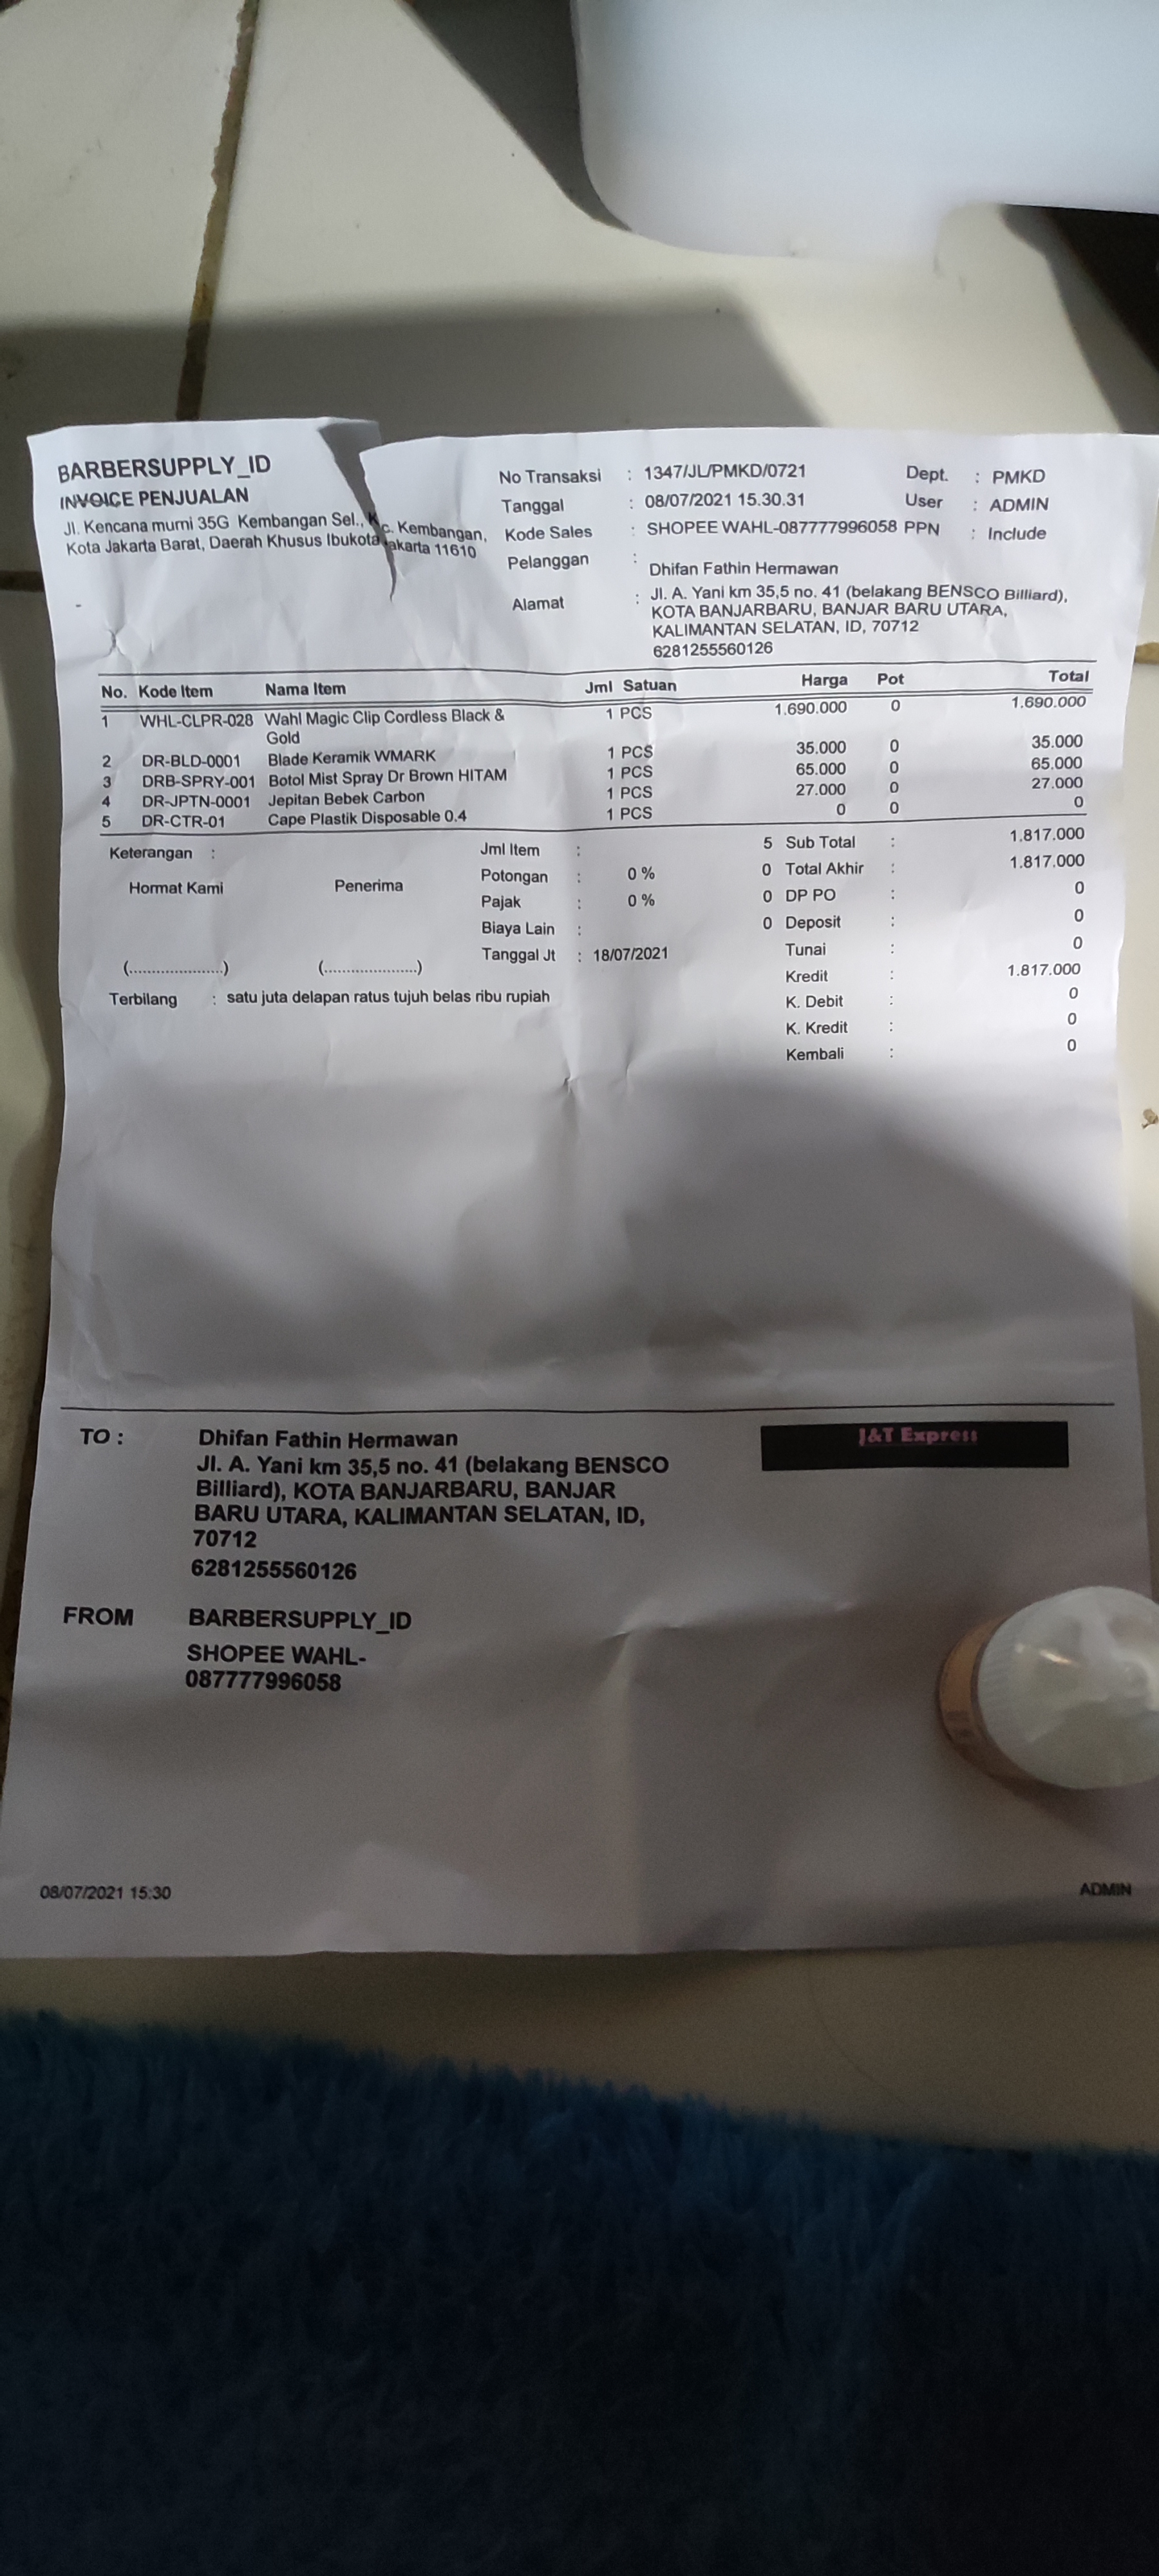 BARBERSUPPLY_ID
INVOICE PENJUALAN
Jl. Kencana murni 35G Kembangan Sel., Kc. Kembangan,
Kota Jakarta Barat, Daerah Khusus Ibukota akarta 11610
-
No Transaksi : 1347/JL/PMKD/0721 Dept. : PMKD
Tanggal : 08/07/2021 15.30.31 User : ADMIN
Kode Sales : SHOPEE WAHL-087777996058 PPN : Include
Pelanggan : Dhifan Fathin Hermawan
Alamat : Jl. A. Yani km 35,5 no. 41 (belakang BENSCO Billiard),
KOTA BANJARBARU, BANJAR BARU UTARA,
KALIMANTAN SELATAN, ID, 70712
6281255560126
No. Kode Item Nama Item Jml Satuan Harga Pot Total
1 WHL-CLPR-028 Wahl Magic Clip Cordless Black & 1 PCS 1.690.000 0 1.690.000
Gold
2 DR-BLD-0001 Blade Keramik WMARK 1 PCS 35.000 0 35.000
3 DRB-SPRY-001 Botol Mist Spray Dr Brown HITAM 1 PCS 65.000 0 65.000
4 DR-JPTN-0001 Jepitan Bebek Carbon 1 PCS 27.000 0 27.000
5 DR-CTR-01 Cape Plastik Disposable 0.4 1 PCS 0 0 0
Keterangan : Jml Item : 5 Sub Total : 1.817.000
Hormat Kami Penerima Potongan : 0 % 0 Total Akhir : 1.817.000
Pajak : 0 % 0 DP PO : 0
Biaya Lain : 0 Deposit : 0
(.....................) (.....................) Tanggal Jt : 18/07/2021 Tunai : 0
Kredit : 1.817.000
Terbilang : satu juta delapan ratus tujuh belas ribu rupiah K. Debit : 0
K. Kredit : 0
Kembali : 0
TO : Dhifan Fathin Hermawan
Jl. A. Yani km 35,5 no. 41 (belakang BENSCO
Billiard), KOTA BANJARBARU, BANJAR
BARU UTARA, KALIMANTAN SELATAN, ID,
70712
6281255560126
J&T Express
FROM BARBERSUPPLY_ID
SHOPEE WAHL-
087777996058
08/07/2021 15:30 ADMIN